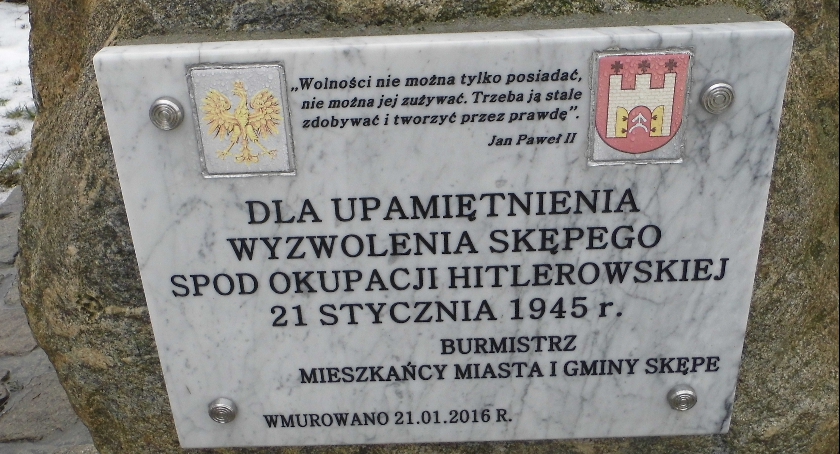 „Wolności nie można tylko posiadać,
nie można jej zużywać. Trzeba ją stale
zdobywać i tworzyć przez prawdę”.
Jan Paweł II
DLA UPAMIĘTNIENIA
WYZWOLENIA SKĘPEGO
SPOD OKUPACJI HITLEROWSKIEJ
21 STYCZNIA 1945 r.
BURMISTRZ
MIESZKAŃCY MIASTA I GMINY SKĘPE
WMUROWANO 21.01.2016 R.